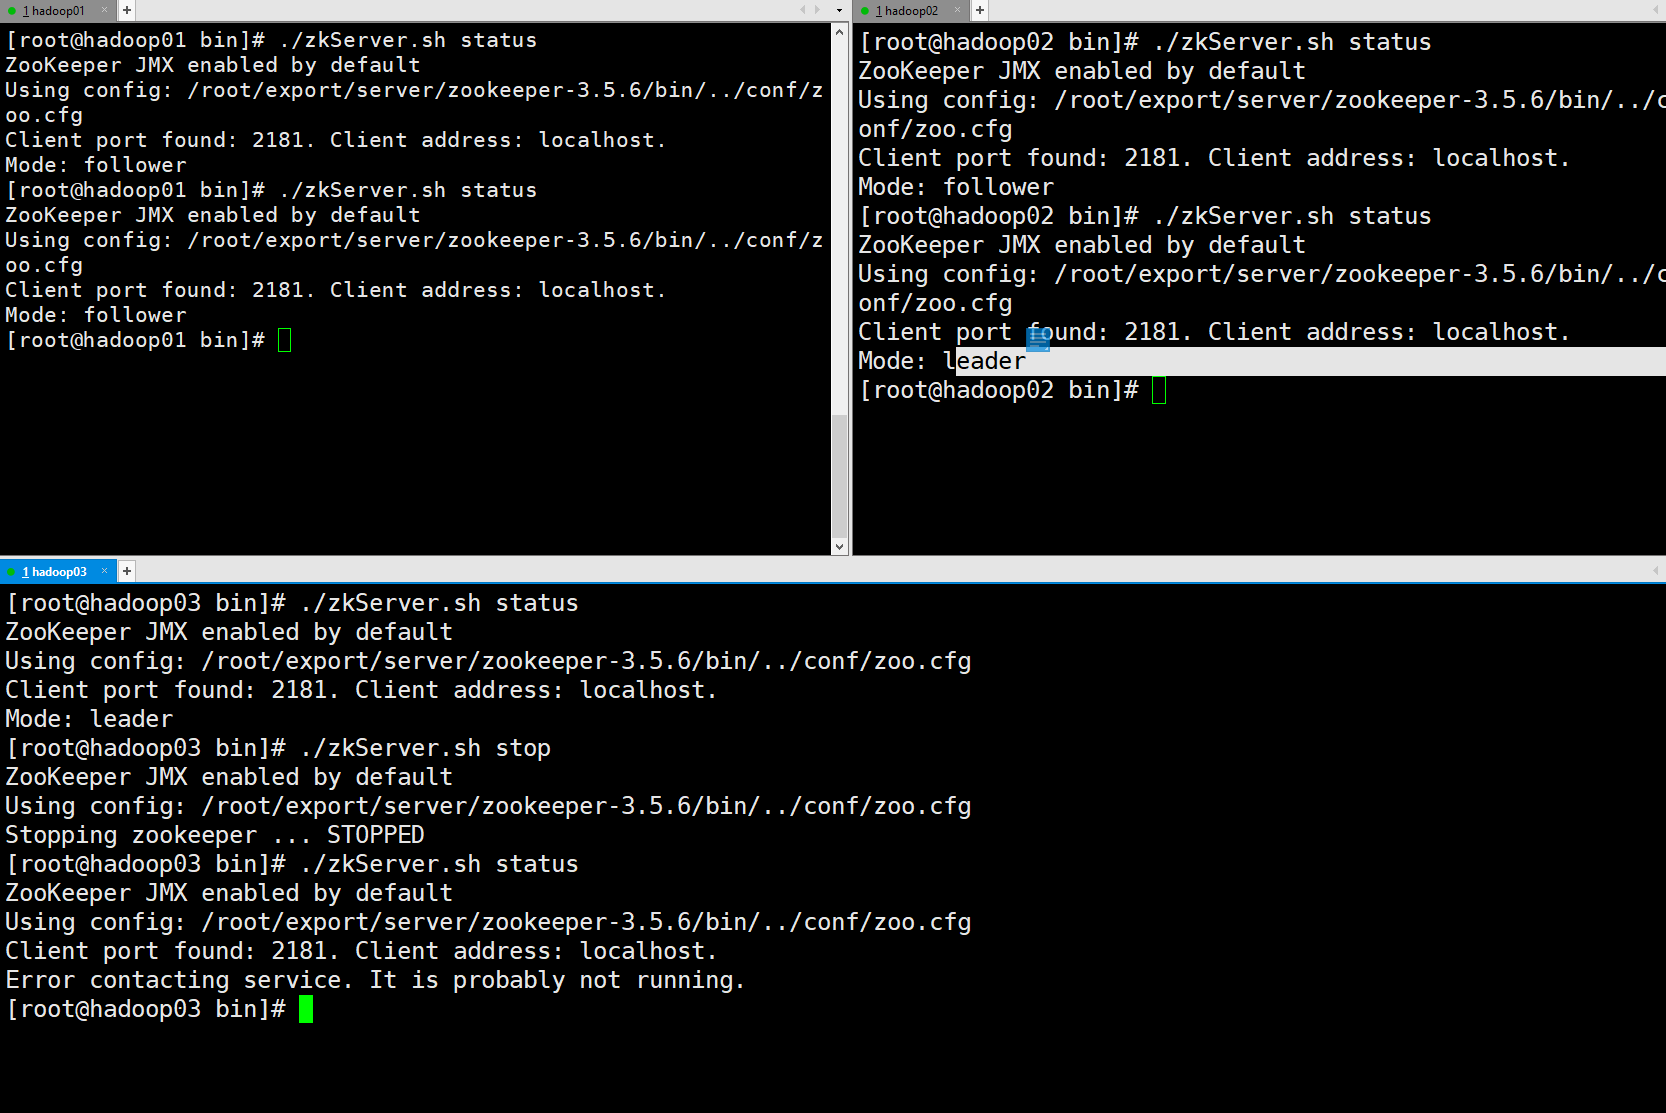 1 hadoop01
[root@hadoop01 bin]# ./zkServer.sh status
ZooKeeper JMX enabled by default
Using config: /root/export/server/zookeeper-3.5.6/bin/../conf/z
oo.cfg
Client port found: 2181. Client address: localhost.
Mode: follower
[root@hadoop01 bin]# ./zkServer.sh status
ZooKeeper JMX enabled by default
Using config: /root/export/server/zookeeper-3.5.6/bin/../conf/z
oo.cfg
Client port found: 2181. Client address: localhost.
Mode: follower
[root@hadoop01 bin]#
1 hadoop02
[root@hadoop02 bin]# ./zkServer.sh status
ZooKeeper JMX enabled by default
Using config: /root/export/server/zookeeper-3.5.6/bin/../c
onf/zoo.cfg
Client port found: 2181. Client address: localhost.
Mode: follower
[root@hadoop02 bin]# ./zkServer.sh status
ZooKeeper JMX enabled by default
Using config: /root/export/server/zookeeper-3.5.6/bin/../c
onf/zoo.cfg
Client port found: 2181. Client address: localhost.
Mode: leader
[root@hadoop02 bin]#
1 hadoop03
[root@hadoop03 bin]# ./zkServer.sh status
ZooKeeper JMX enabled by default
Using config: /root/export/server/zookeeper-3.5.6/bin/../conf/zoo.cfg
Client port found: 2181. Client address: localhost.
Mode: leader
[root@hadoop03 bin]# ./zkServer.sh stop
ZooKeeper JMX enabled by default
Using config: /root/export/server/zookeeper-3.5.6/bin/../conf/zoo.cfg
Stopping zookeeper ... STOPPED
[root@hadoop03 bin]# ./zkServer.sh status
ZooKeeper JMX enabled by default
Using config: /root/export/server/zookeeper-3.5.6/bin/../conf/zoo.cfg
Client port found: 2181. Client address: localhost.
Error contacting service. It is probably not running.
[root@hadoop03 bin]#